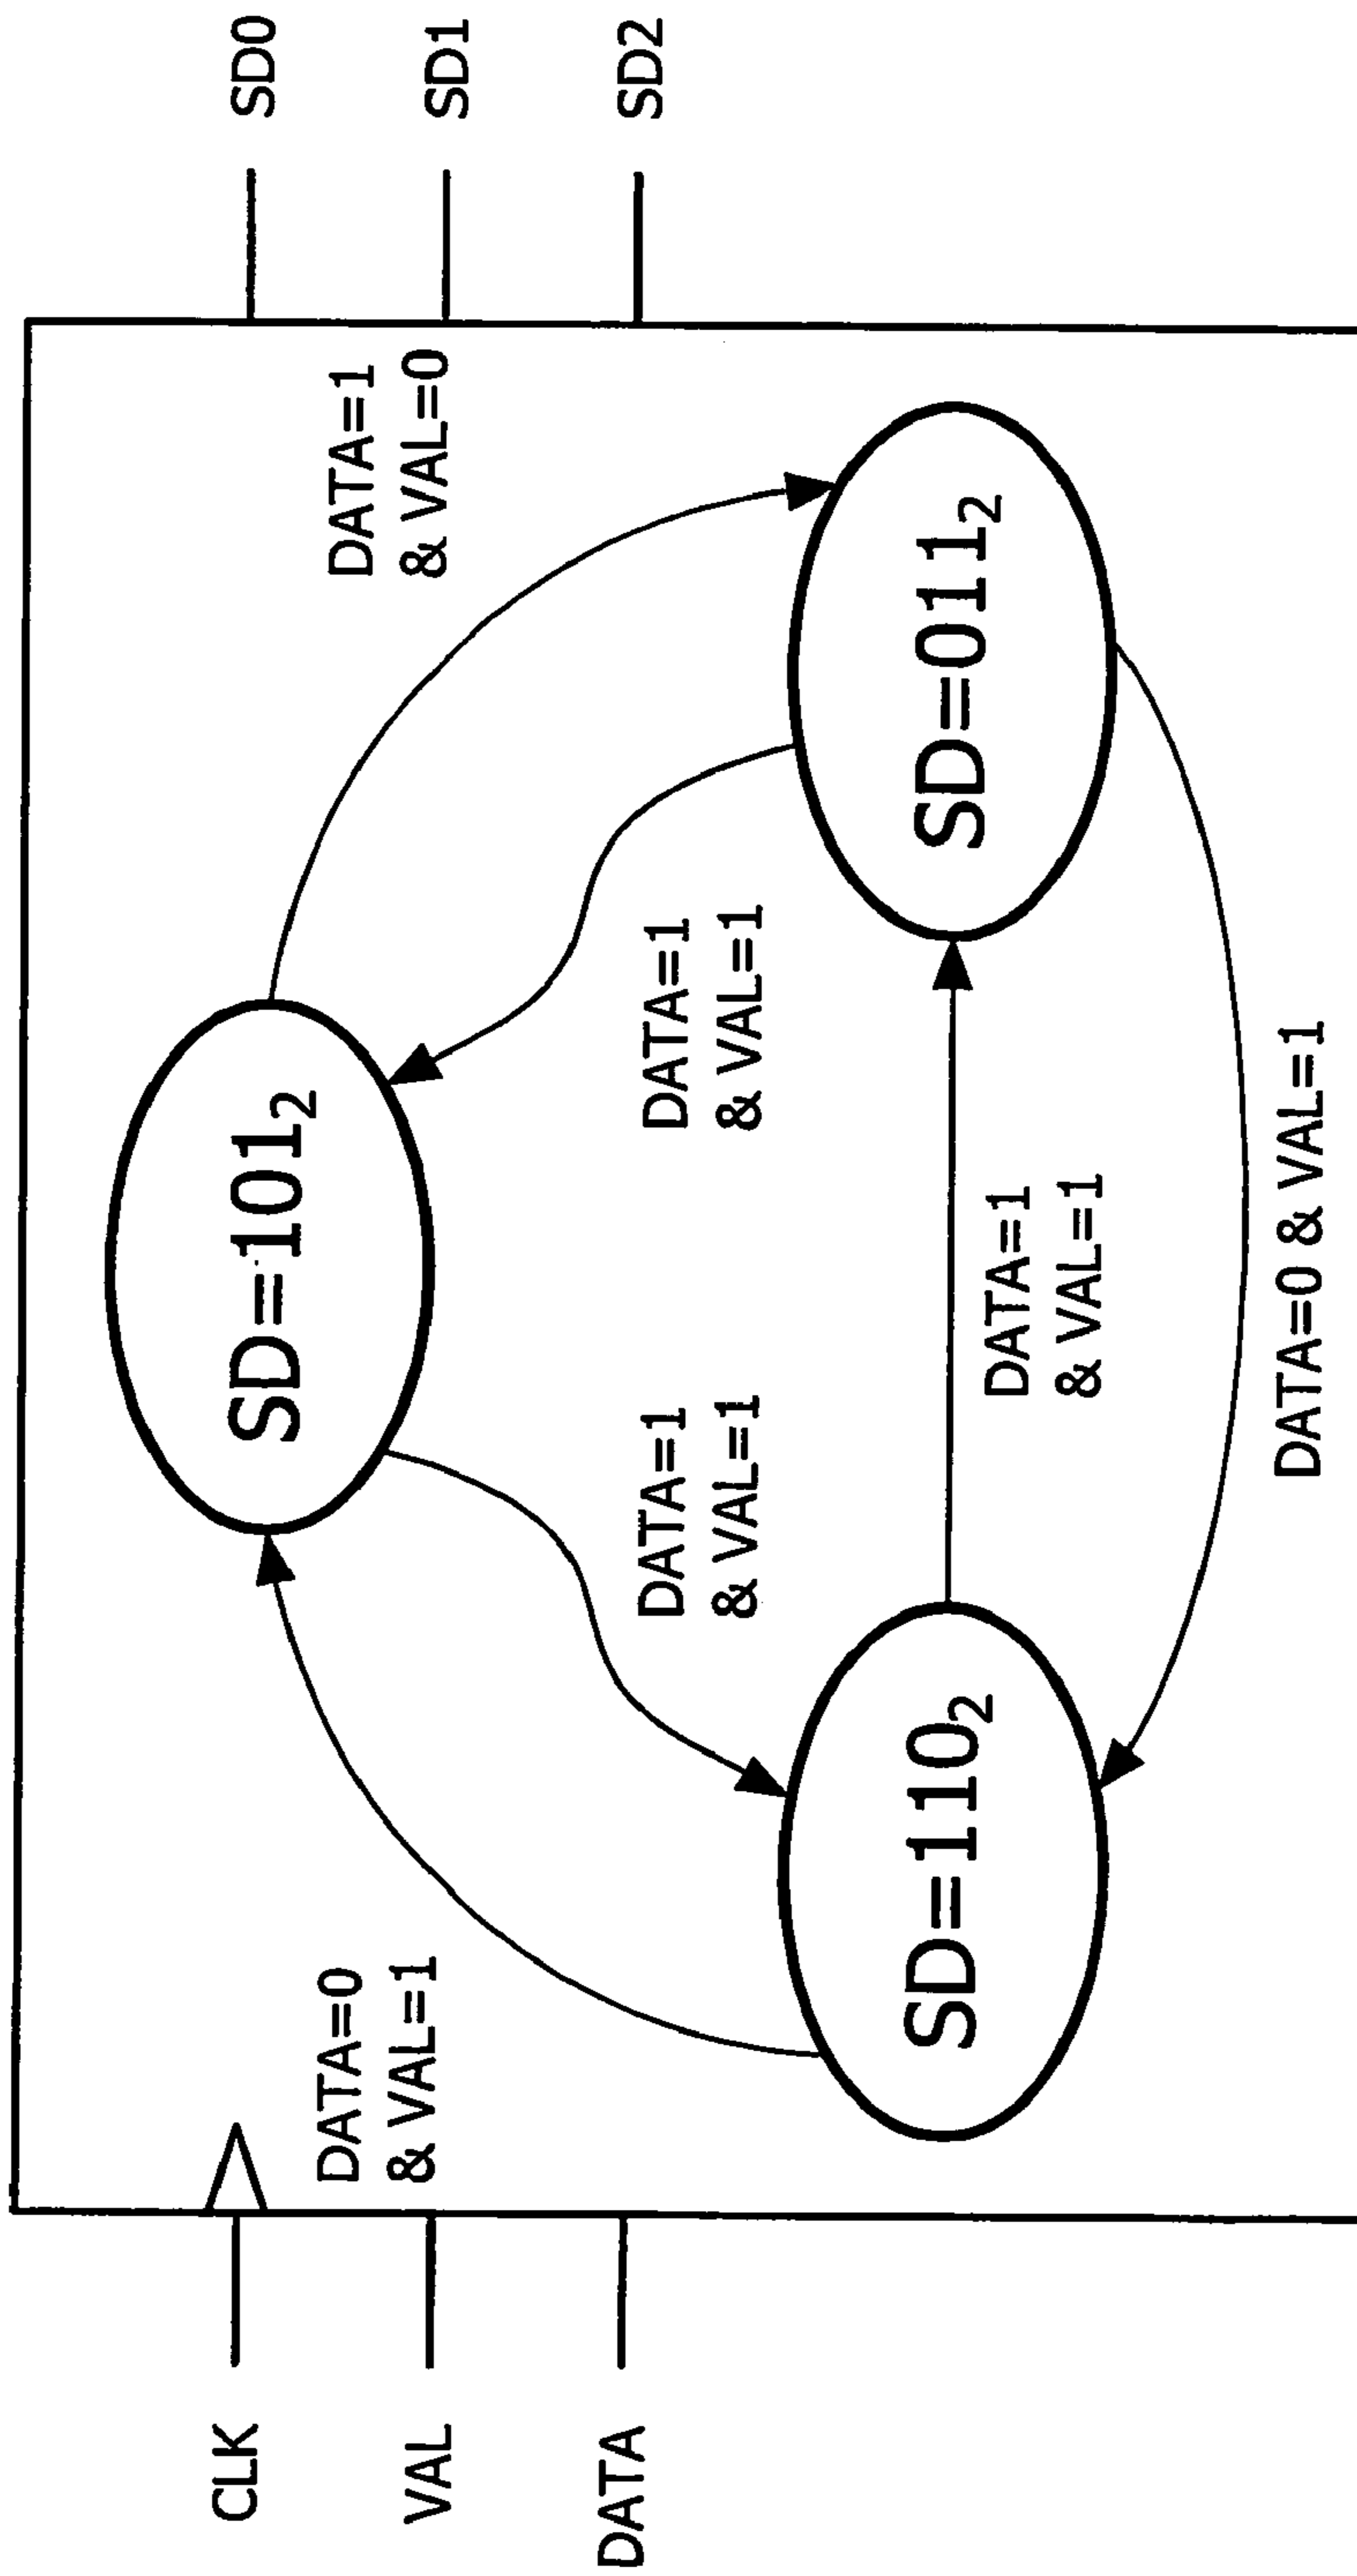 CLK
VAL
DATA
DATA=0
& VAL=1
SD=101₂
DATA=1
& VAL=0
DATA=1
& VAL=1
DATA=1
& VAL=1
SD=110₂
SD=011₂
DATA=1
& VAL=1
DATA=0 & VAL=1
SD0
SD1
SD2